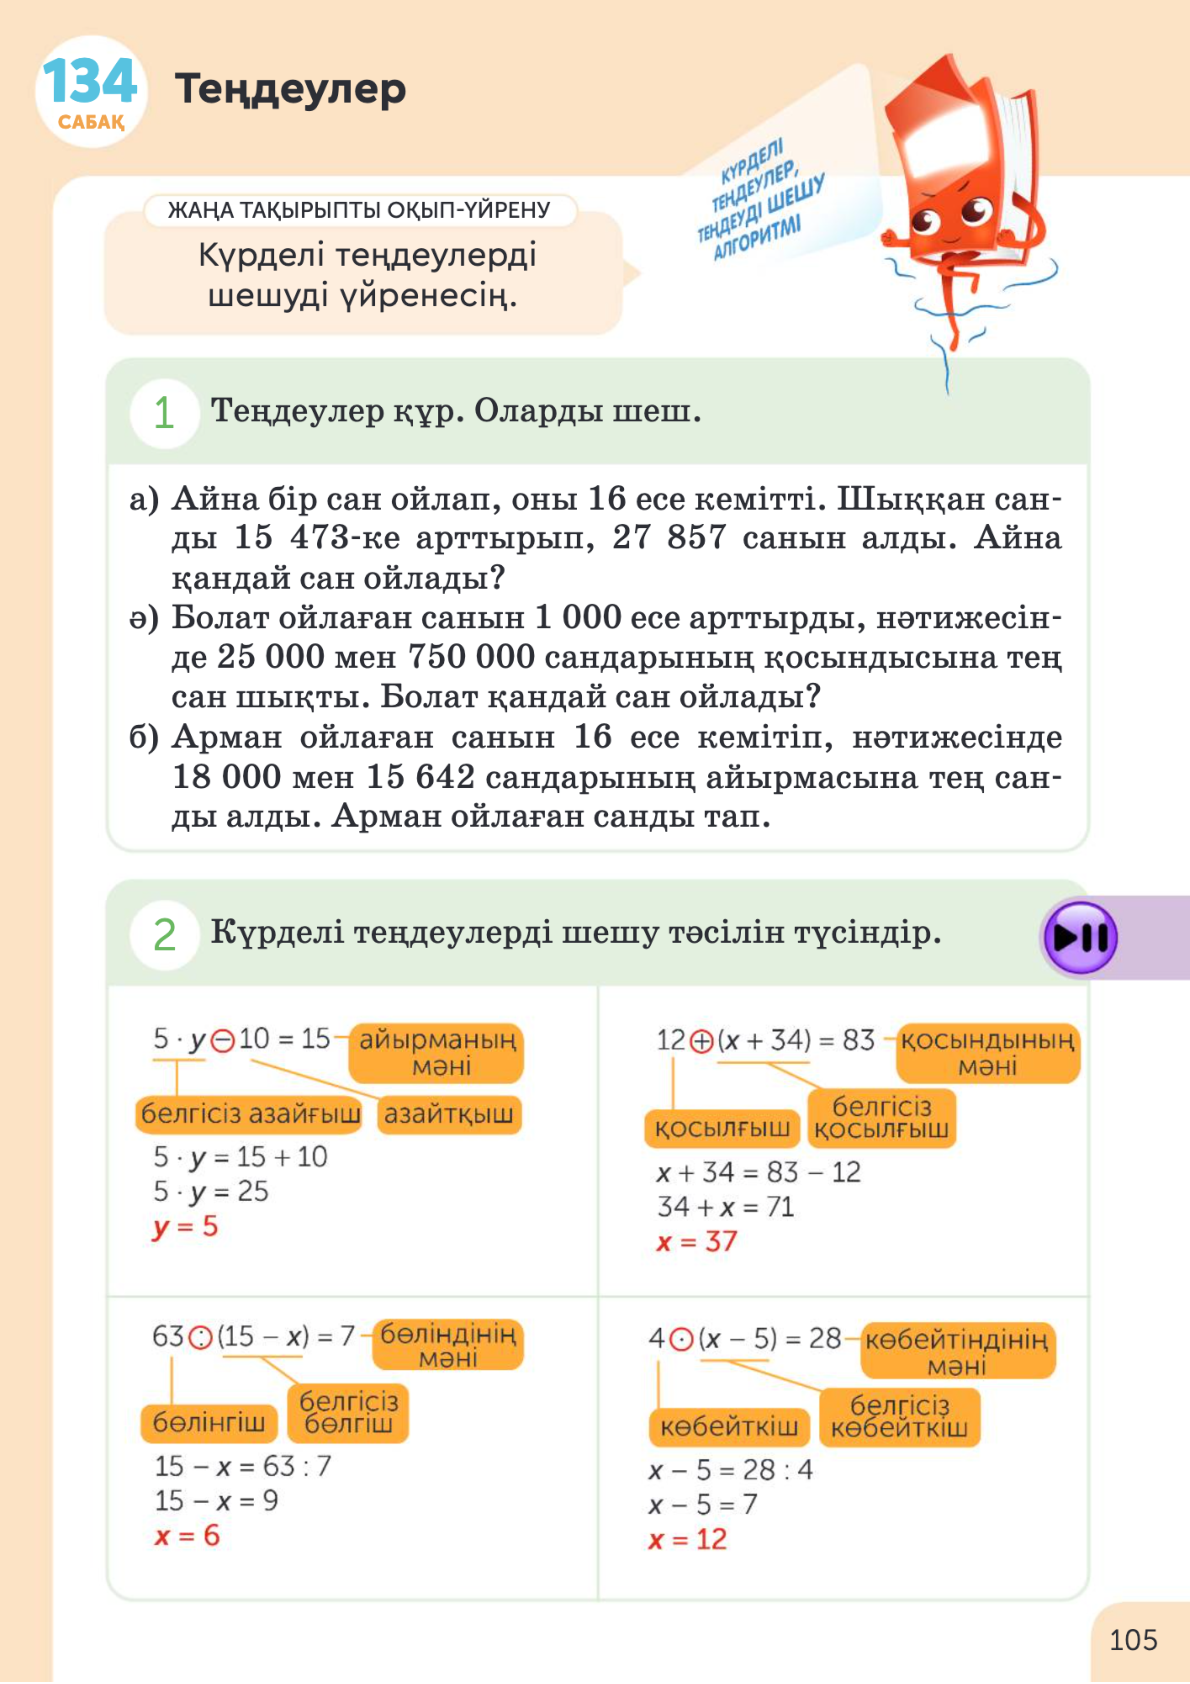 134
САБАҚ
Теңдеулер
КҮРДЕЛІ
ТЕҢДЕУЛЕР,
ТЕҢДЕУДІ ШЕШУ
АЛГОРИТМІ
ЖАҢА ТАҚЫРЫПТЫ ОҚЫП-ҮЙРЕНУ
Күрделі теңдеулерді
шешуді үйренесің.
1 Теңдеулер құр. Оларды шеш.
а) Айна бір сан ойлап, оны 16 есе кемітті. Шыққан сан-
ды 15 473-ке арттырып, 27 857 санын алды. Айна
қандай сан ойлады?
ә) Болат ойлаған санын 1 000 есе арттырды, нәтижесін-
де 25 000 мен 750 000 сандарының қосындысына тең
сан шықты. Болат қандай сан ойлады?
б) Арман ойлаған санын 16 есе кемітіп, нәтижесінде
18 000 мен 15 642 сандарының айырмасына тең сан-
ды алды. Арман ойлаған санды тап.
2 Күрделі теңдеулерді шешу тәсілін түсіндір.
5 · y − 10 = 15 айырманың
мәні
белгісіз азайғыш азайтқыш
5 · y = 15 + 10
5 · y = 25
y = 5
12 + (x + 34) = 83 қосындының
мәні
қосылғыш белгісіз
қосылғыш
x + 34 = 83 − 12
34 + x = 71
x = 37
63 : (15 − x) = 7 бөліндінің
мәні
бөлінгіш белгісіз
бөлгіш
15 − x = 63 : 7
15 − x = 9
x = 6
4 · (x − 5) = 28 көбейтіндінің
мәні
көбейткіш белгісіз
көбейткіш
x − 5 = 28 : 4
x − 5 = 7
x = 12
105